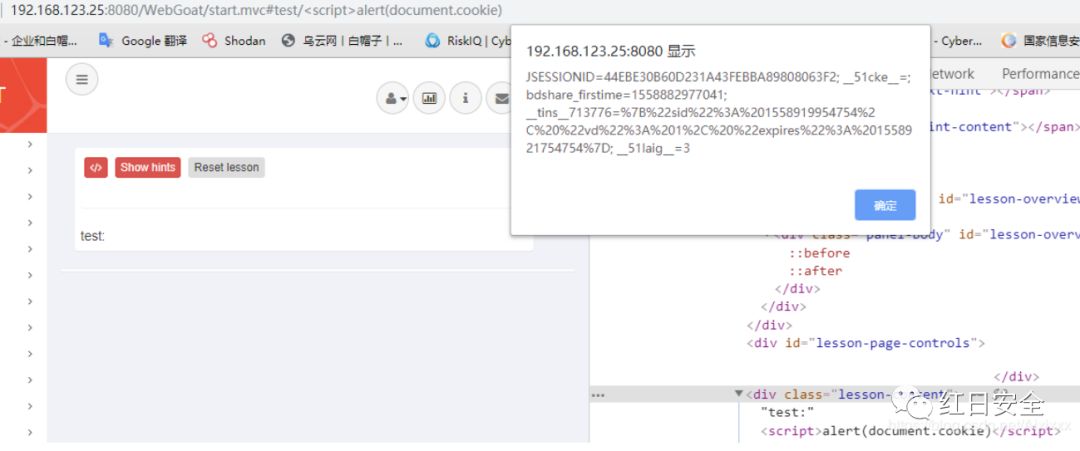 192.168.123.25:8080/WebGoat/start.mvc#test/<script>alert(document.cookie)
- 企业和白帽... Google 翻译 Shodan 乌云网 | 白帽子 | ... RiskIQ | Cyb - Cyber... 国家信息安
192.168.123.25:8080 显示
JSESSIONID=44EBE30B60D231A43FEBBA89808063F2; __51cke__=;
bdshare_firstime=1558882977041;
__tins__713776=%7B%22sid%22%3A%201558919954754%2
C%20%22vd%22%3A%201%2C%20%22expires%22%3A%2015589
21754754%7D; __51laig__=3
确定
etwork Performance
Show hints Reset lesson
test:
int-content"></span>
id="lesson-overview
<div class="panel-body" id="lesson-overv
::before
::after
</div>
</div>
</div>
<div id="lesson-page-controls">
</div>
<div class="lesson-
"test:"
<script>alert(document.cookie)</script>
红日安全